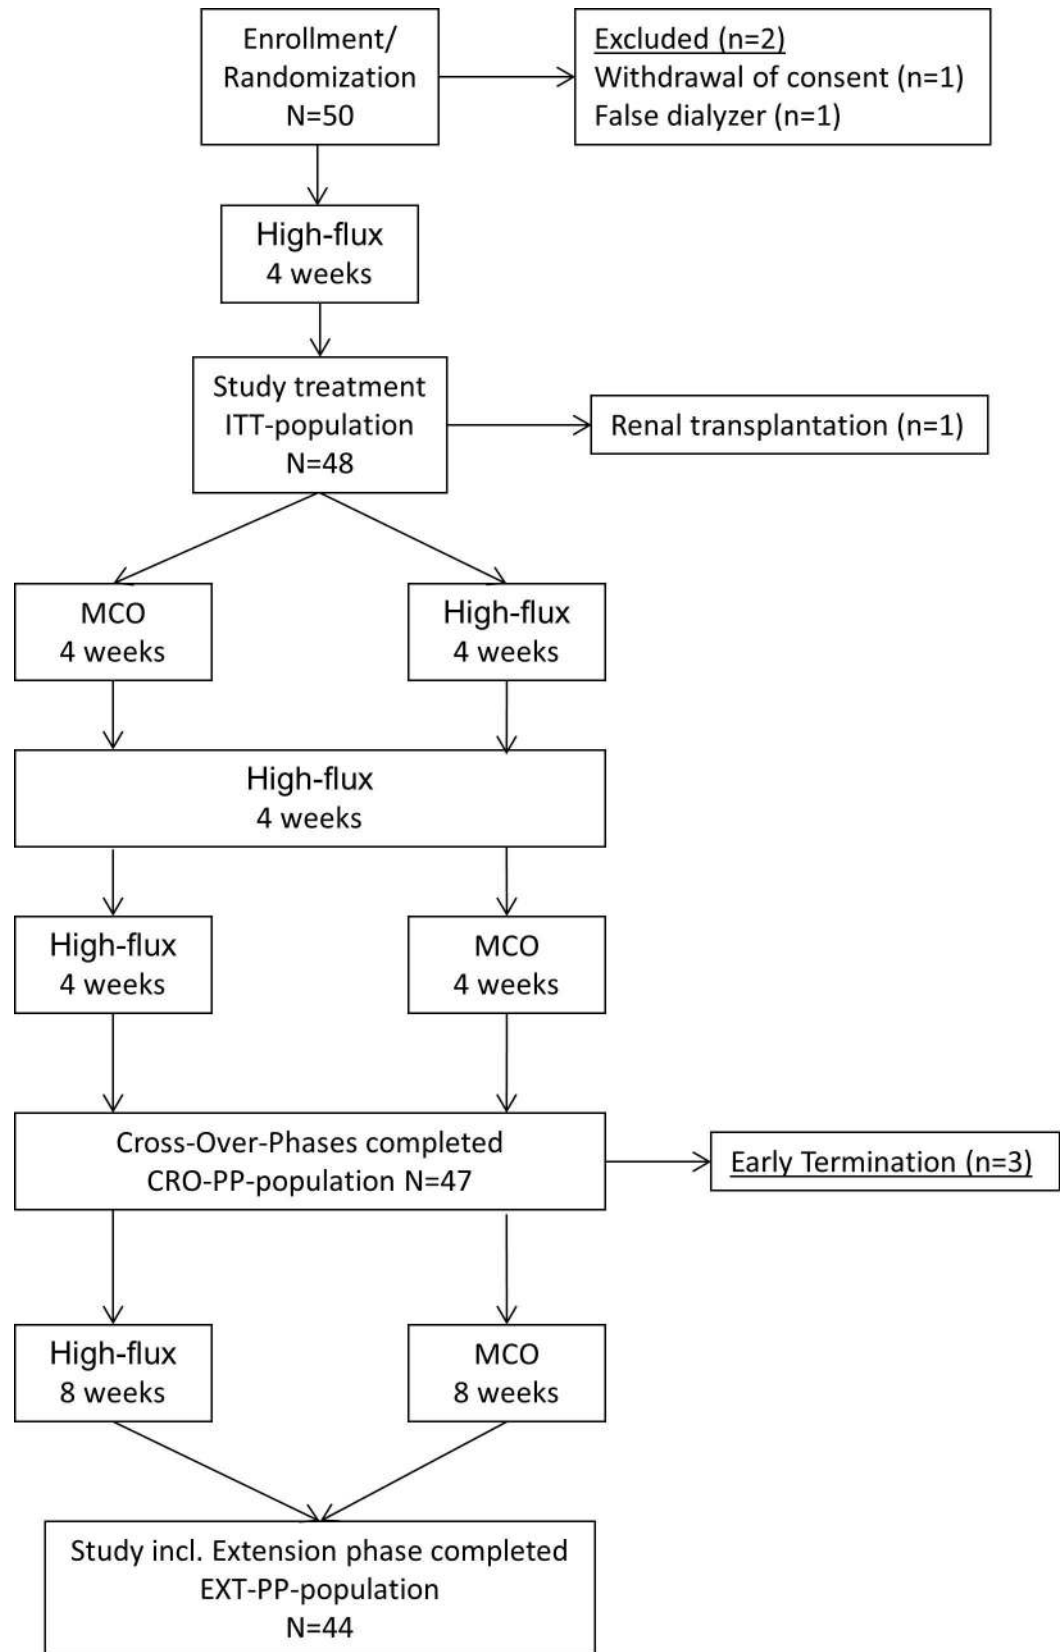 Enrollment/
Randomization
N=50
Excluded (n=2)
Withdrawal of consent (n=1)
False dialyzer (n=1)
High-flux
4 weeks
Study treatment
ITT-population
N=48
Renal transplantation (n=1)
MCO
4 weeks
High-flux
4 weeks
High-flux
4 weeks
High-flux
4 weeks
MCO
4 weeks
Cross-Over-Phases completed
CRO-PP-population N=47
Early Termination (n=3)
High-flux
8 weeks
MCO
8 weeks
Study incl. Extension phase completed
EXT-PP-population
N=44